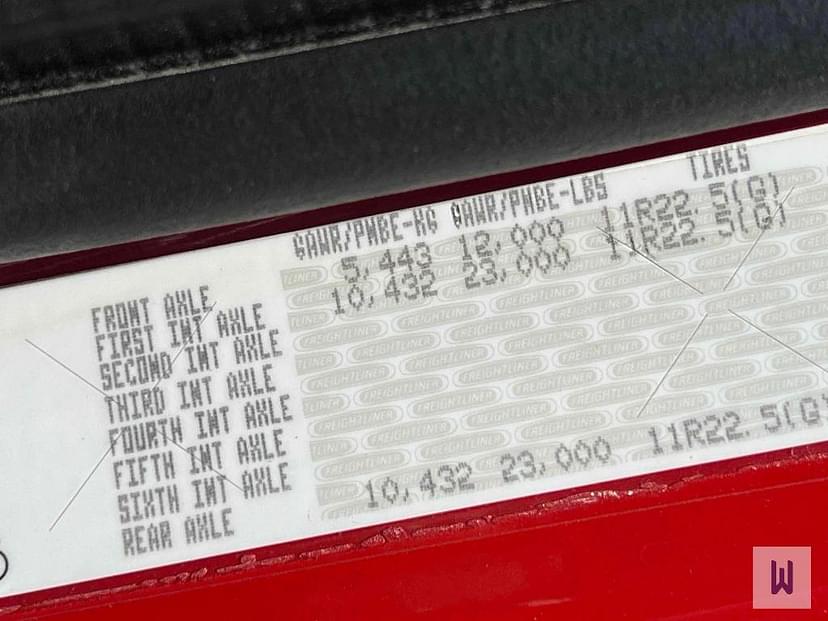 GAWR/PNBE-KG GAWR/PNBE-LBS TIRES
FRONT AXLE 5,443 12,000 11R22.5(G)
FIRST INT AXLE 10,432 23,000 11R22.5(G)
SECOND INT AXLE
THIRD INT AXLE
FOURTH INT AXLE
FIFTH INT AXLE
SIXTH INT AXLE
REAR AXLE 10,432 23,000 11R22.5(G
FREIGHTLINER
W